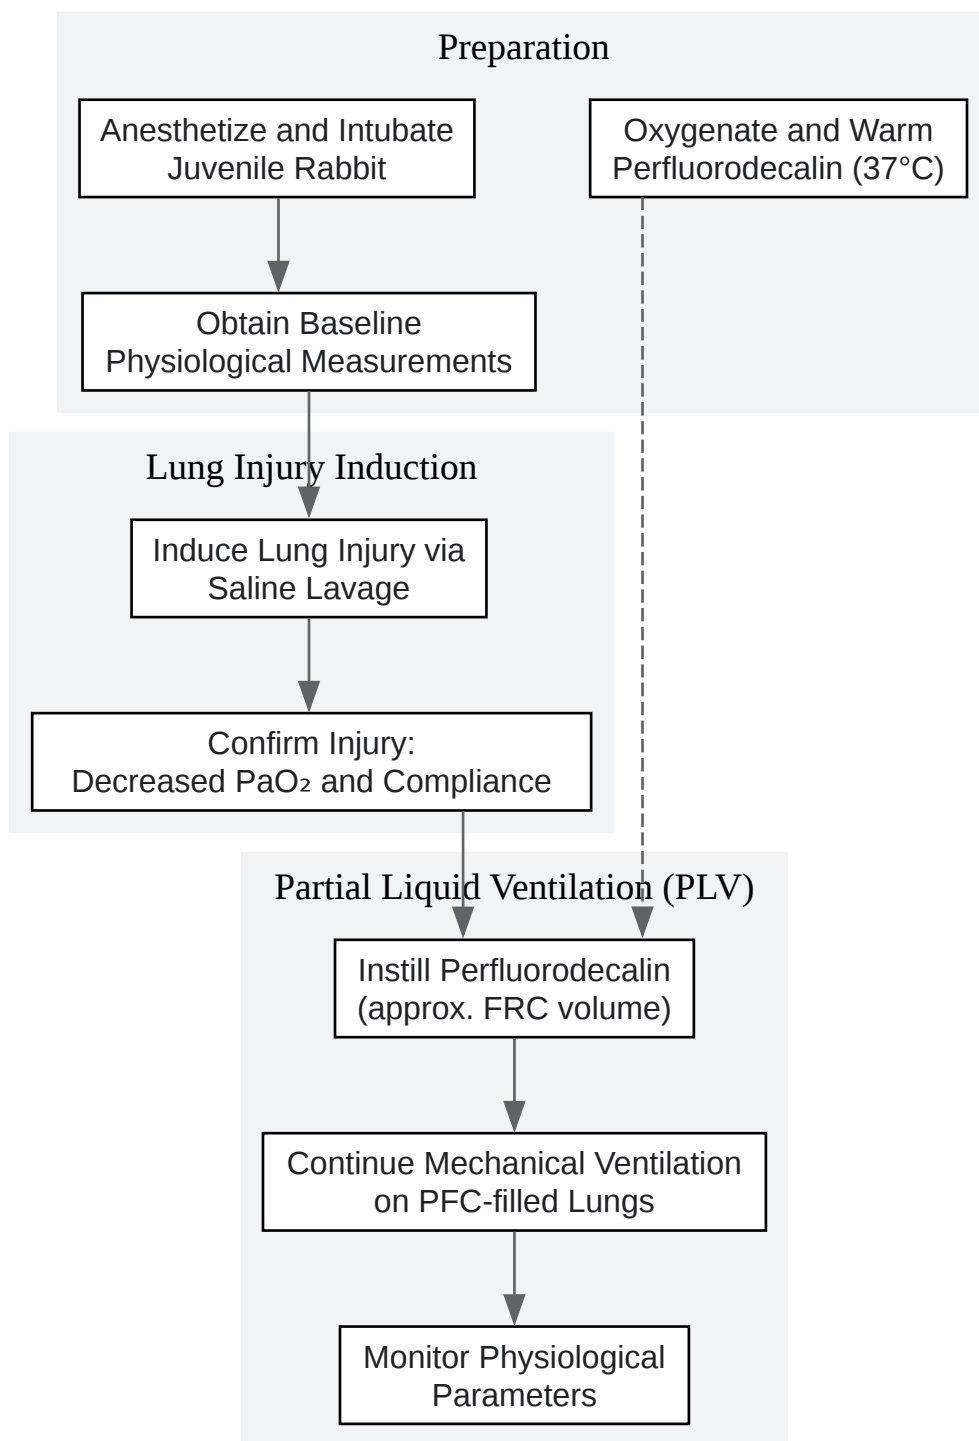 Preparation
Anesthetize and Intubate
Juvenile Rabbit
Oxygenate and Warm
Perfluorodecalin (37°C)
Obtain Baseline
Physiological Measurements
Lung Injury Induction
Induce Lung Injury via
Saline Lavage
Confirm Injury:
Decreased PaO₂ and Compliance
Partial Liquid Ventilation (PLV)
Instill Perfluorodecalin
(approx. FRC volume)
Continue Mechanical Ventilation
on PFC-filled Lungs
Monitor Physiological
Parameters